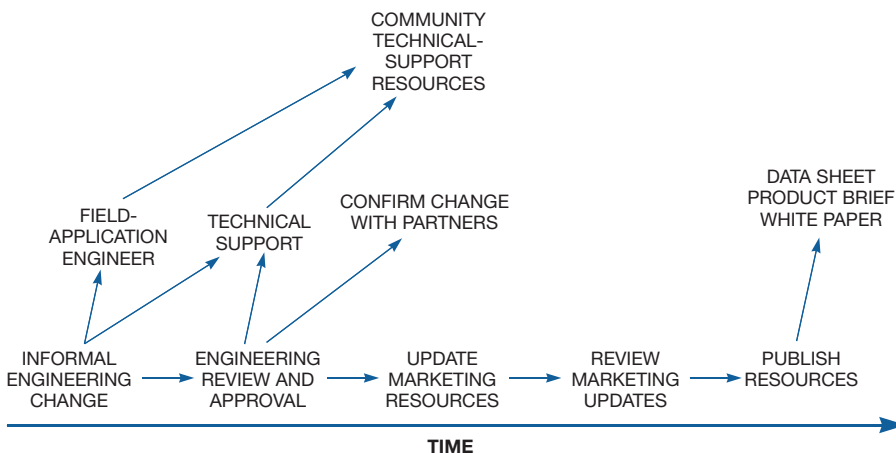 COMMUNITY
TECHNICAL-
SUPPORT
RESOURCES
FIELD-
APPLICATION
ENGINEER
TECHNICAL
SUPPORT
CONFIRM CHANGE
WITH PARTNERS
DATA SHEET
PRODUCT BRIEF
WHITE PAPER
INFORMAL
ENGINEERING
CHANGE
ENGINEERING
REVIEW AND
APPROVAL
UPDATE
MARKETING
RESOURCES
REVIEW
MARKETING
UPDATES
PUBLISH
RESOURCES
TIME